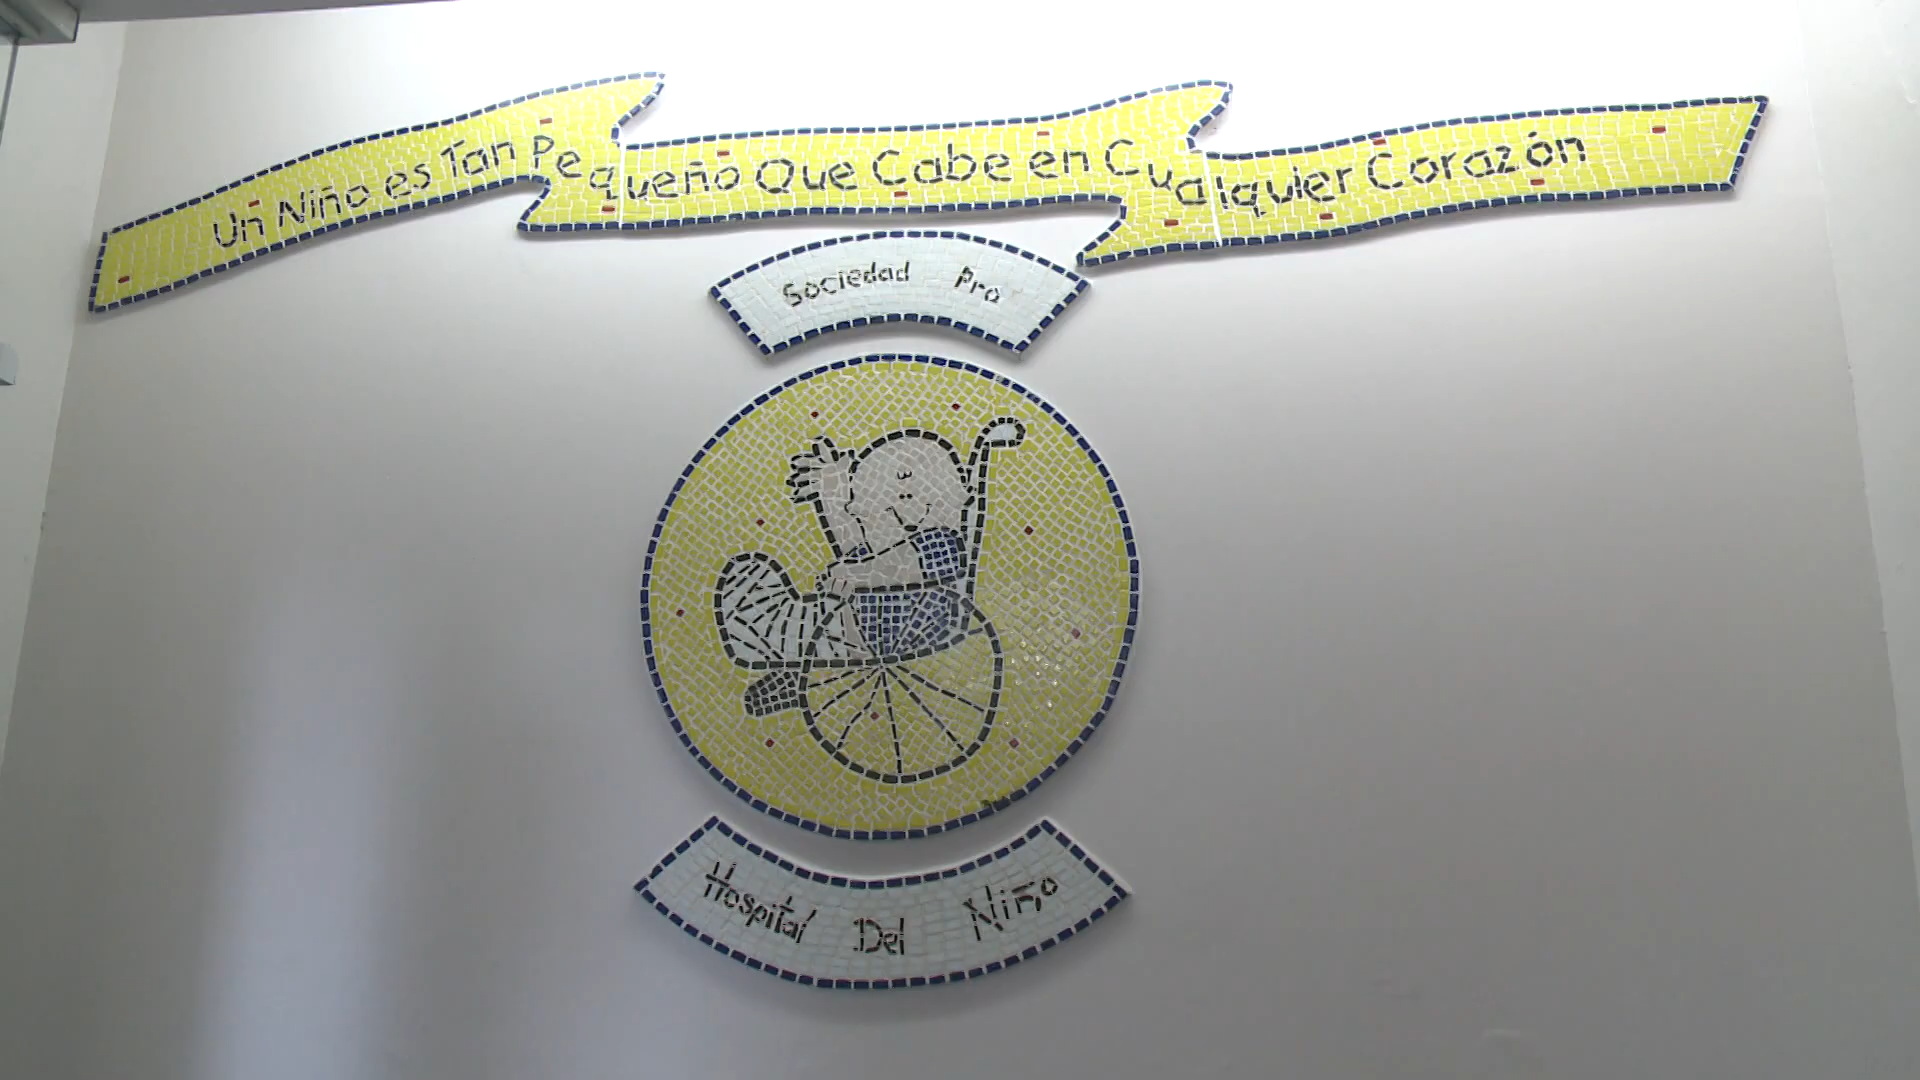 Un Niño es Tan Pequeño Que Cabe en Cualquier Corazón
Sociedad Pro
Hospital Del Niño